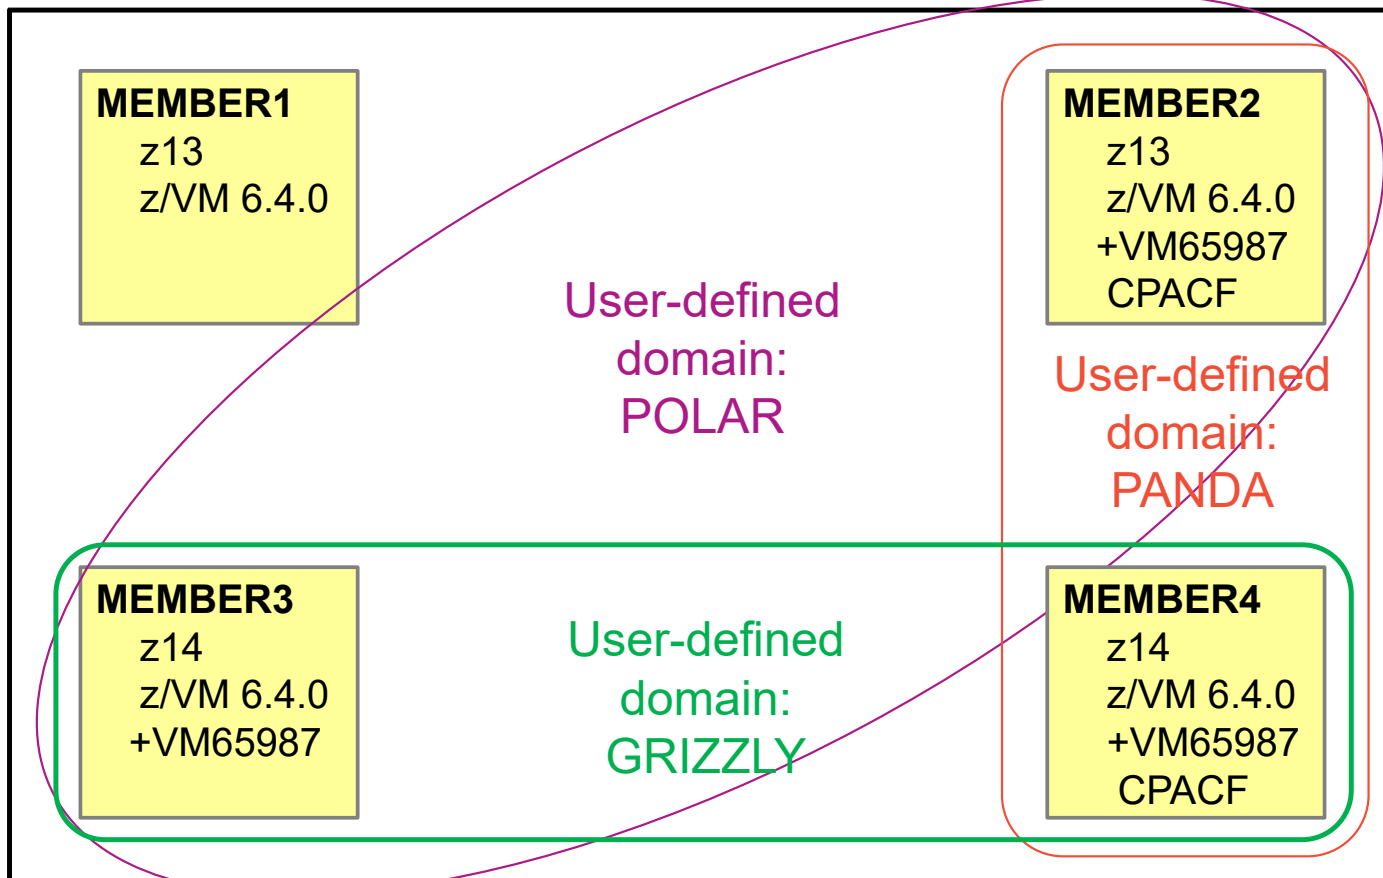 MEMBER1
z13
z/VM 6.4.0
MEMBER2
z13
z/VM 6.4.0
+VM65987
CPACF
User-defined
domain:
POLAR
User-defined
domain:
PANDA
MEMBER3
z14
z/VM 6.4.0
+VM65987
User-defined
domain:
GRIZZLY
MEMBER4
z14
z/VM 6.4.0
+VM65987
CPACF